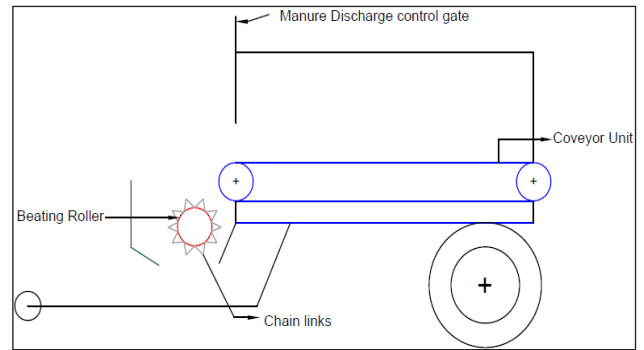 Manure Discharge control gate
Coveyor Unit
Beating Roller
Chain links